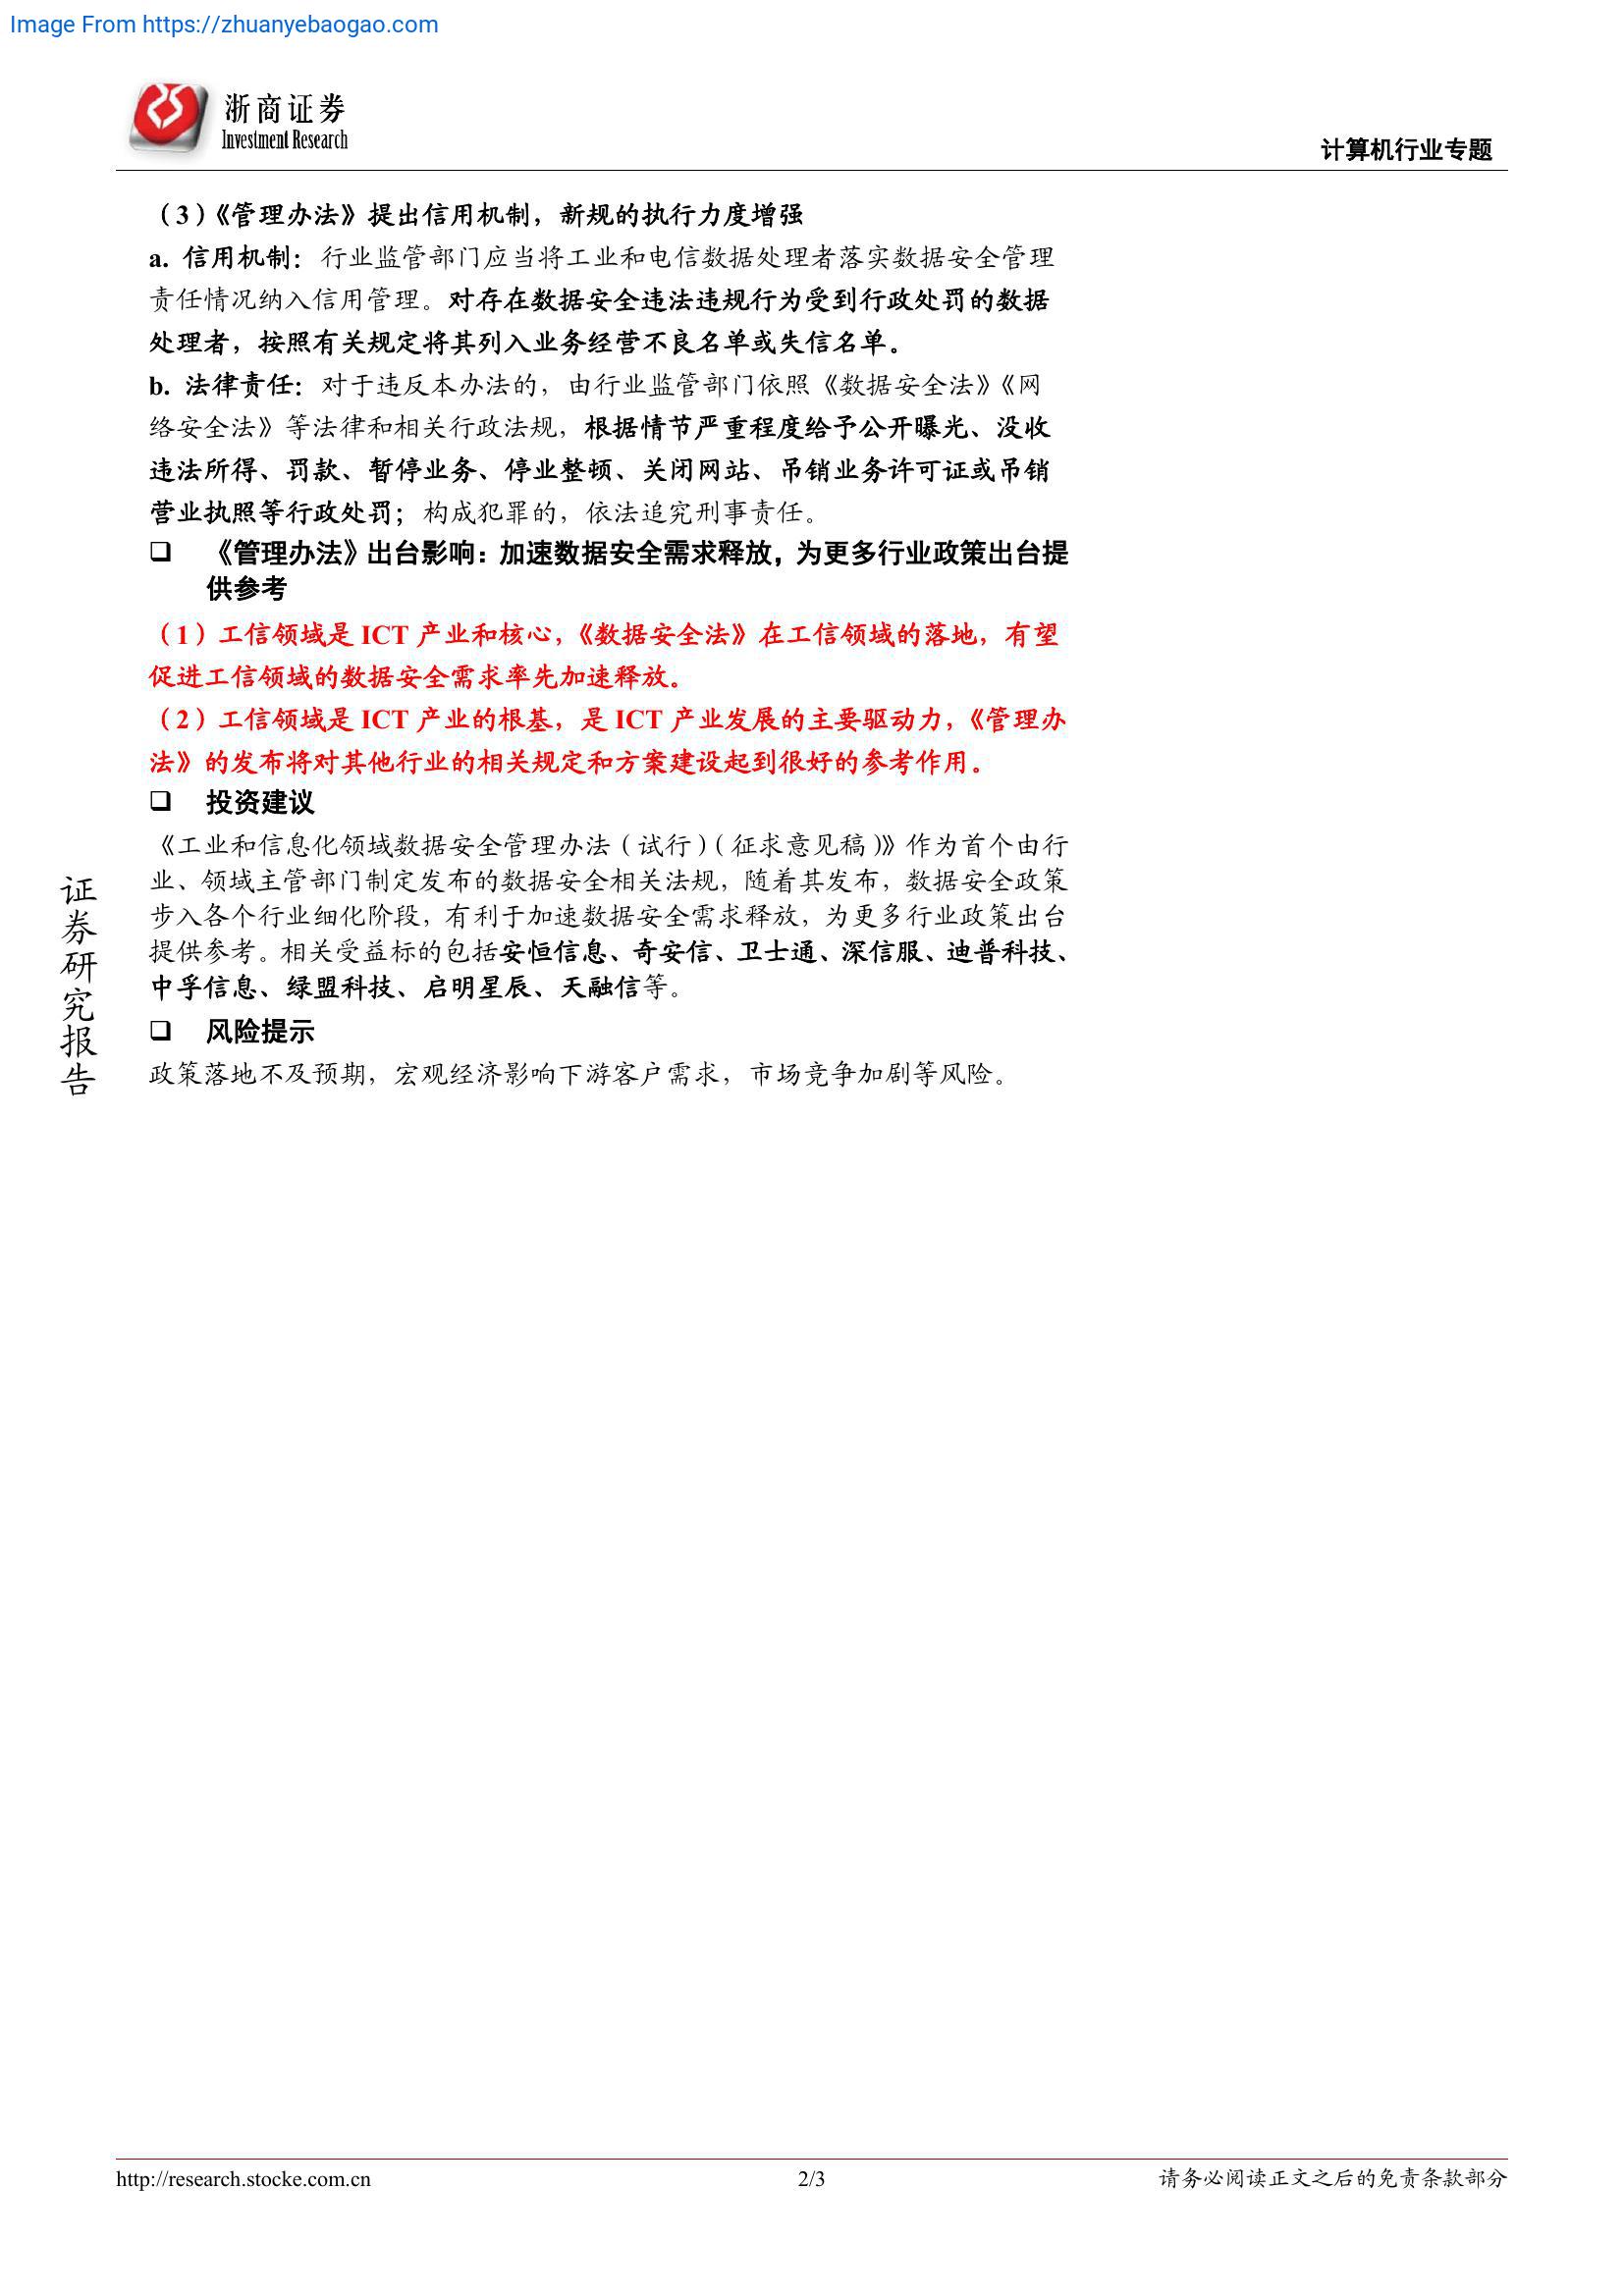 Image From https://zhuanyebaogao.com
浙商证券
Investment Research
计算机行业专题
（3）《管理办法》提出信用机制，新规的执行力度增强
a. 信用机制：行业监管部门应当将工业和电信数据处理者落实数据安全管理
责任情况纳入信用管理。对存在数据安全违法违规行为受到行政处罚的数据
处理者，按照有关规定将其列入业务经营不良名单或失信名单。
b. 法律责任：对于违反本办法的，由行业监管部门依照《数据安全法》《网
络安全法》等法律和相关行政法规，根据情节严重程度给予公开曝光、没收
违法所得、罚款、暂停业务、停业整顿、关闭网站、吊销业务许可证或吊销
营业执照等行政处罚；构成犯罪的，依法追究刑事责任。
❑ 《管理办法》出台影响：加速数据安全需求释放，为更多行业政策出台提
供参考
（1）工信领域是 ICT 产业和核心，《数据安全法》在工信领域的落地，有望
促进工信领域的数据安全需求率先加速释放。
（2）工信领域是 ICT 产业的根基，是 ICT 产业发展的主要驱动力，《管理办
法》的发布将对其他行业的相关规定和方案建设起到很好的参考作用。
❑ 投资建议
《工业和信息化领域数据安全管理办法（试行）（征求意见稿）》作为首个由行
业、领域主管部门制定发布的数据安全相关法规，随着其发布，数据安全政策
步入各个行业细化阶段，有利于加速数据安全需求释放，为更多行业政策出台
提供参考。相关受益标的包括安恒信息、奇安信、卫士通、深信服、迪普科技、
中孚信息、绿盟科技、启明星辰、天融信等。
❑ 风险提示
政策落地不及预期，宏观经济影响下游客户需求，市场竞争加剧等风险。
证券研究报告
http://research.stocke.com.cn
2/3
请务必阅读正文之后的免责条款部分